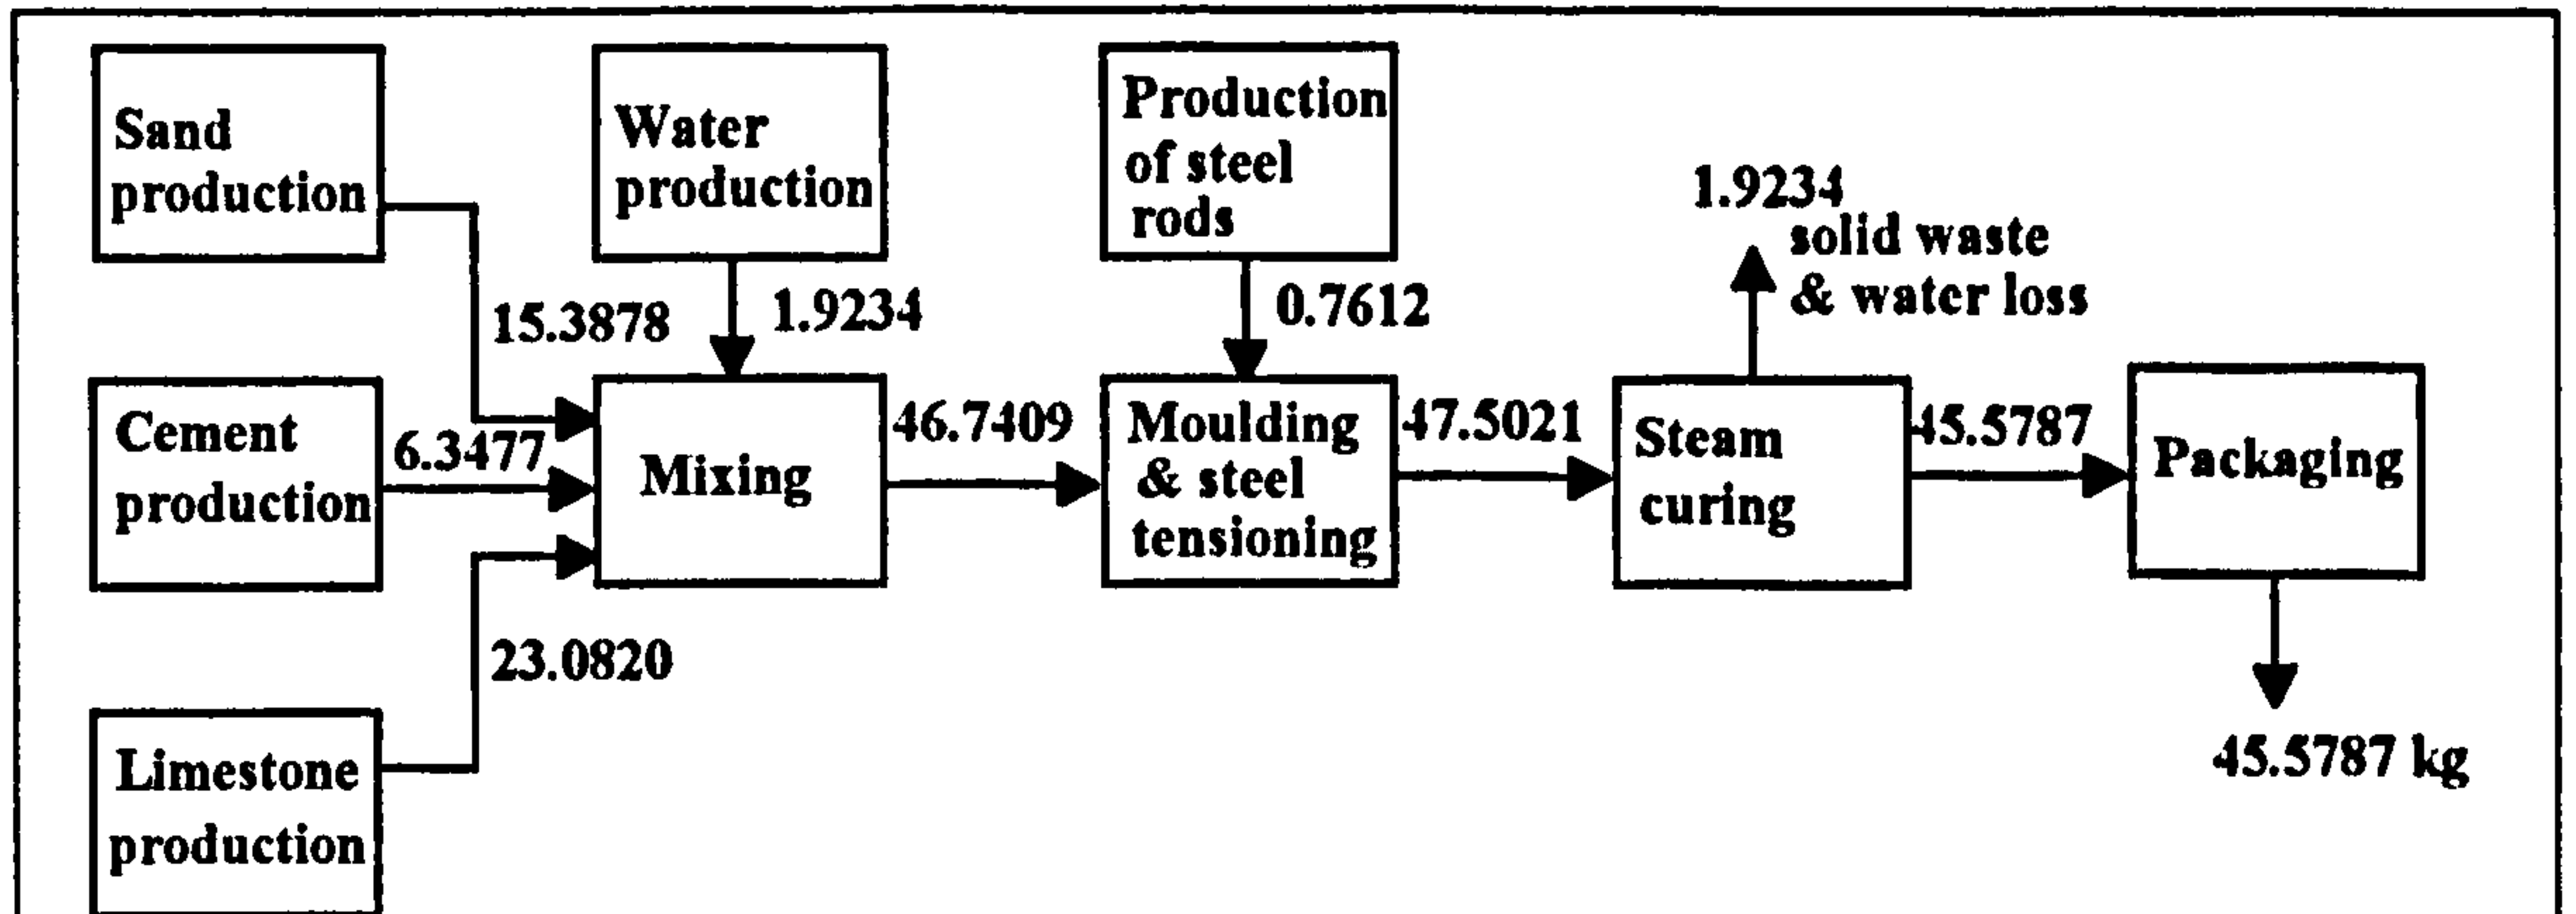 Sand
production
Water
production
Production
of steel
rods
1.9234
solid waste
& water loss
15.3878
1.9234
0.7612
Cement
production
6.3477
Mixing
46.7409
Moulding
& steel
tensioning
47.5021
Steam
curing
45.5787
Packaging
23.0820
Limestone
production
45.5787 kg